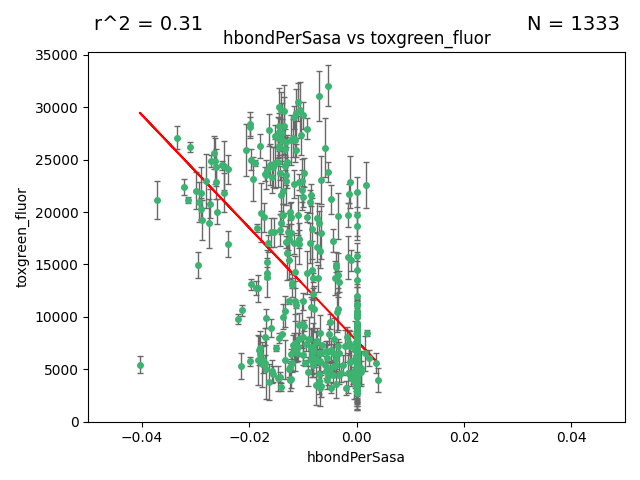 r^2 = 0.31
N = 1333
hbondPerSasa vs toxgreen_fluor
35000
30000
25000
20000
15000
10000
5000
0
toxgreen_fluor
−0.04
−0.02
0.00
0.02
0.04
hbondPerSasa